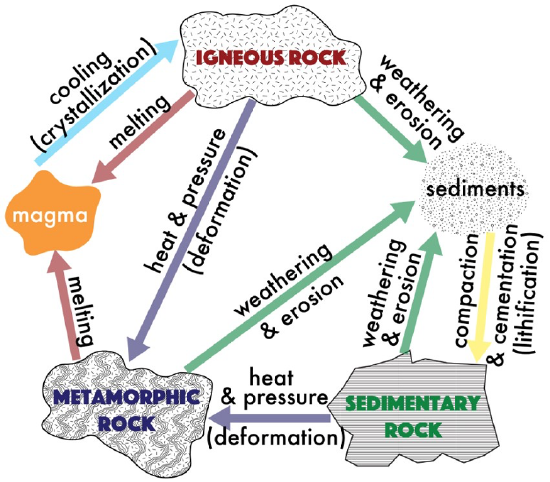 IGNEOUS ROCK
cooling
(crystallization)
melting
weathering
& erosion
heat & pressure
(deformation)
magma
sediments
melting
weathering
& erosion
weathering
& erosion
compaction
& cementation
(lithification)
METAMORPHIC
ROCK
heat
& pressure
(deformation)
SEDIMENTARY
ROCK